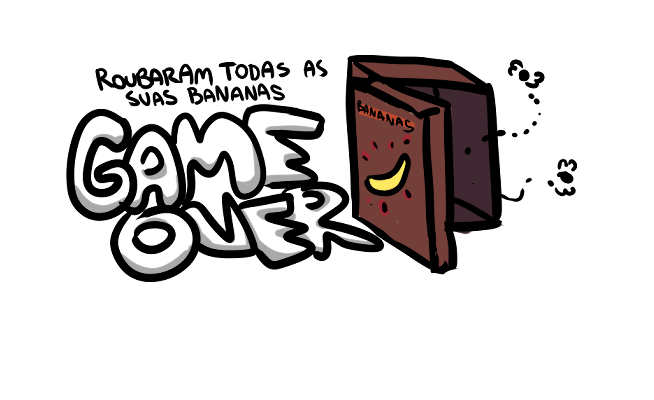 ROUBARAM TODAS AS
SUAS BANANAS
GAME
OVER
BANANAS